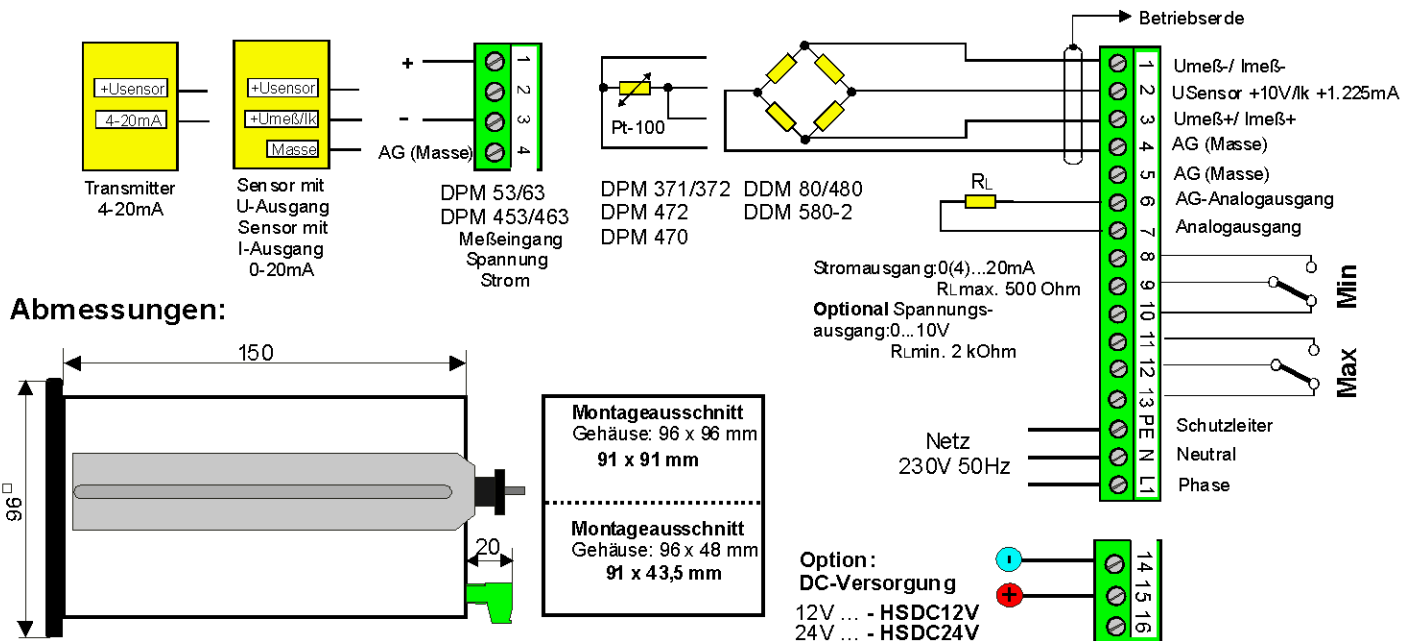 Betriebserde
+Usensor
4-20mA
Transmitter
4-20mA
+Usensor
+Umeß/Ik
Masse
Sensor mit
U-Ausgang
Sensor mit
I-Ausgang
0-20mA
+
-
AG (Masse)
1
2
3
4
DPM 53/63
DPM 453/463
Meßeingang
Spannung
Strom
Pt-100
DPM 371/372
DPM 472
DPM 470
DDM 80/480
DDM 580-2
1
2
3
4
5
6
7
8
9
10
11
12
13
PE
N
L1
Umeß-/ Imeß-
USensor +10V/Ik +1.225mA
Umeß+/ Imeß+
AG (Masse)
AG (Masse)
AG-Analogausgang
Analogausgang
RL
Stromausgang:0(4)...20mA
RLmax. 500 Ohm
Optional Spannungs-
ausgang:0...10V
RLmin. 2 kOhm
Min
Max
Schutzleiter
Neutral
Phase
Netz
230V 50Hz
Abmessungen:
150
□96
20
Montageausschnitt
Gehäuse: 96 x 96 mm
91 x 91 mm
Montageausschnitt
Gehäuse: 96 x 48 mm
91 x 43,5 mm
Option:
DC-Versorgung
12V ... - HSDC12V
24V ... - HSDC24V
-
+
14
15
16